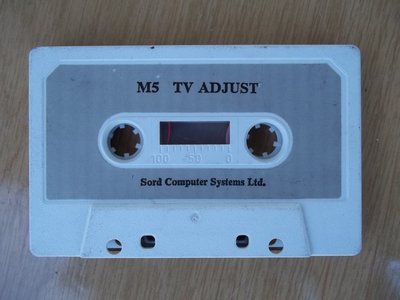 M5 TV ADJUST
100 50 0
Sord Computer Systems Ltd.